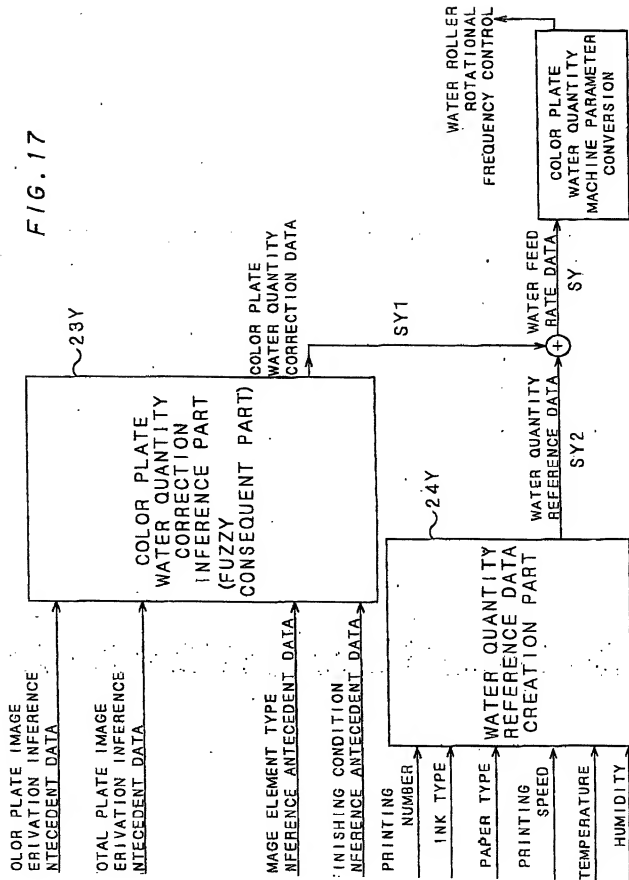 FIG. 17
OLOR PLATE IMAGE
ERIVATION INFERENCE
NTECEDENT DATA
OTAL PLATE IMAGE
ERIVATION INFERENCE
NTECEDENT DATA
MAGE ELEMENT TYPE
NFERENCE ANTECEDENT DATA
INISHING CONDITION
NFERENCE ANTECEDENT DATA
23Y
COLOR PLATE
WATER QUANTITY
CORRECTION
INFERENCE PART
(FUZZY
CONSEQUENT PART)
COLOR PLATE
WATER QUANTITY
CORRECTION DATA
SY1
PRINTING
NUMBER
INK TYPE
PAPER TYPE
PRINTING
SPEED
TEMPERATURE
HUMIDITY
24Y
WATER QUANTITY
REFERENCE DATA
CREATION PART
WATER QUANTITY
REFERENCE DATA
SY2
+
WATER FEED
RATE DATA
SY
COLOR PLATE
WATER QUANTITY
MACHINE PARAMETER
CONVERSION
WATER ROLLER
ROTATIONAL
FREQUENCY CONTROL